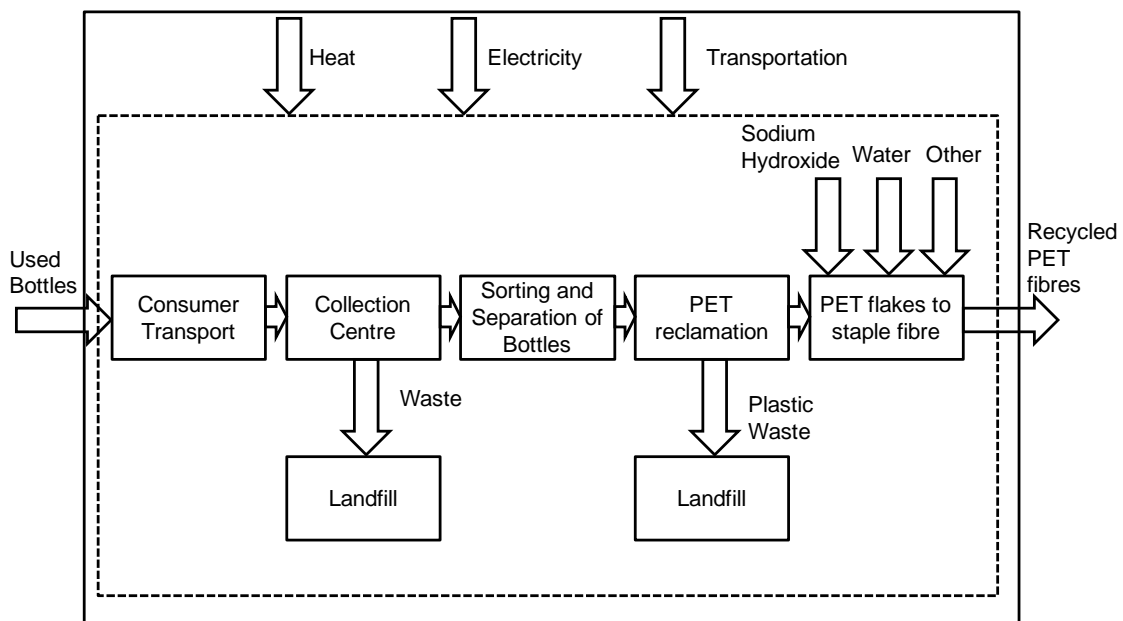 Heat
Electricity
Transportation
Sodium
Hydroxide
Water
Other
Used
Bottles
Recycled
PET
fibres
Consumer
Transport
Collection
Centre
Sorting and
Separation of
Bottles
PET
reclamation
PET flakes to
staple fibre
Waste
Plastic
Waste
Landfill
Landfill